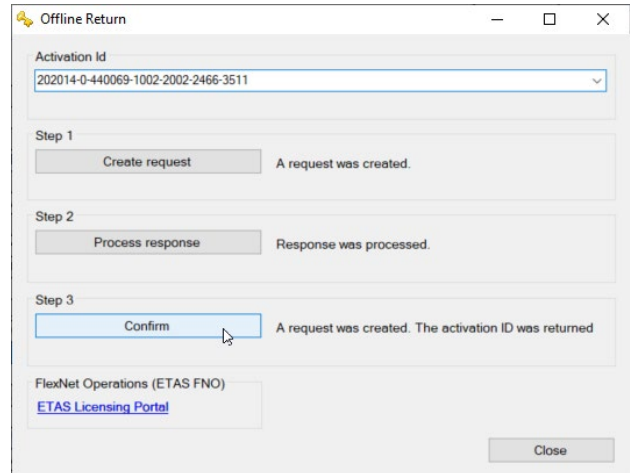 Offline Return
Activation Id
202014-0-440069-1002-2002-2466-3511
Step 1
Create request
A request was created.
Step 2
Process response
Response was processed.
Step 3
Confirm
A request was created. The activation ID was returned
FlexNet Operations (ETAS FNO)
ETAS Licensing Portal
Close